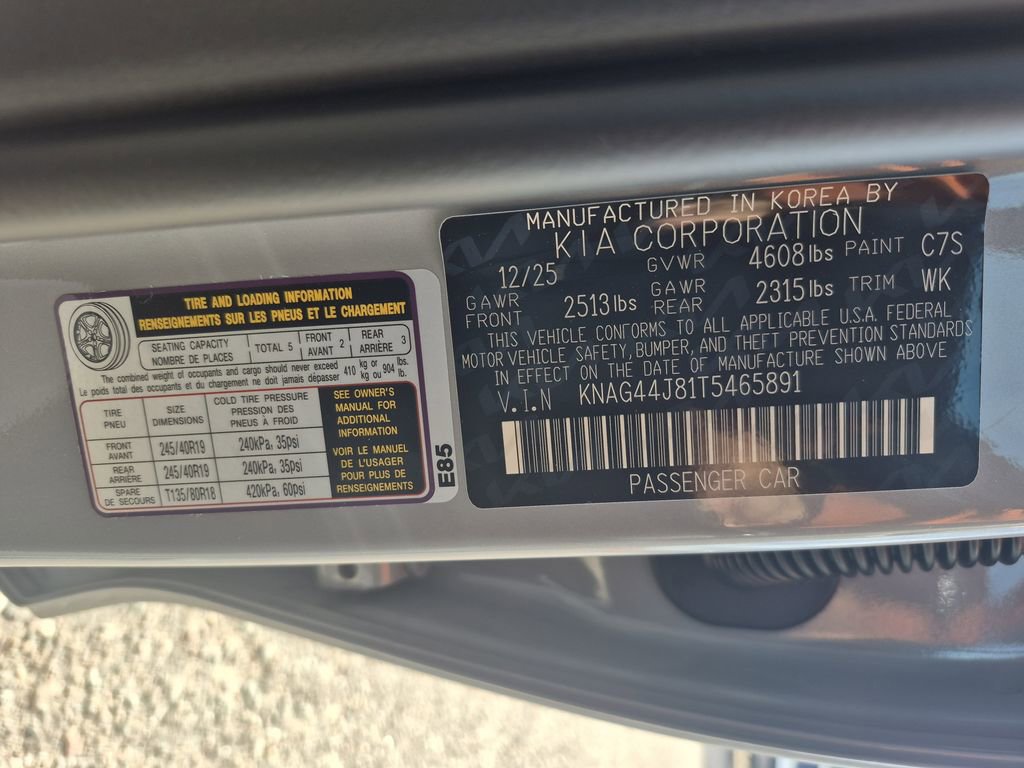 TIRE AND LOADING INFORMATION
RENSEIGNEMENTS SUR LES PNEUS ET LE CHARGEMENT
SEATING CAPACITY
NOMBRE DE PLACES
TOTAL 5
FRONT
AVANT 2
REAR
ARRIÈRE 3
The combined weight of occupants and cargo should never exceed 410 kg or 904 lbs.
Le poids total des occupants et du chargement ne doit jamais dépasser 410 kg ou 904 lb.
TIRE
PNEU
SIZE
DIMENSIONS
COLD TIRE PRESSURE
PRESSION DES
PNEUS À FROID
FRONT
AVANT
245/40R19
240kPa, 35psi
REAR
ARRIÈRE
245/40R19
240kPa, 35psi
SPARE
DE SECOURS
T135/80R18
420kPa, 60psi
SEE OWNER'S
MANUAL FOR
ADDITIONAL
INFORMATION
VOIR LE MANUEL
DE L'USAGER
POUR PLUS DE
RENSEIGNEMENTS
E85
MANUFACTURED IN KOREA BY
KIA CORPORATION
12/25 GVWR 4608lbs PAINT C7S
GAWR FRONT 2513lbs GAWR REAR 2315lbs TRIM WK
THIS VEHICLE CONFORMS TO ALL APPLICABLE U.S.A. FEDERAL
MOTOR VEHICLE SAFETY, BUMPER, AND THEFT PREVENTION STANDARDS
IN EFFECT ON THE DATE OF MANUFACTURE SHOWN ABOVE
V.I.N KNAG44J81T5465891
PASSENGER CAR